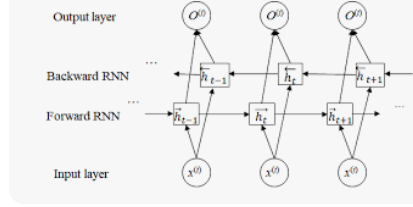 Output layer O⁽ᵗ⁾ O⁽ᵗ⁾ O⁽ᵗ⁾
...
Backward RNN h⃖ₜ₋₁ h⃖ₜ h⃖ₜ₊₁
... ...
Forward RNN h⃗ₜ₋₁ h⃗ₜ h⃗ₜ₊₁
Input layer x⁽ᵗ⁾ x⁽ᵗ⁾ x⁽ᵗ⁾